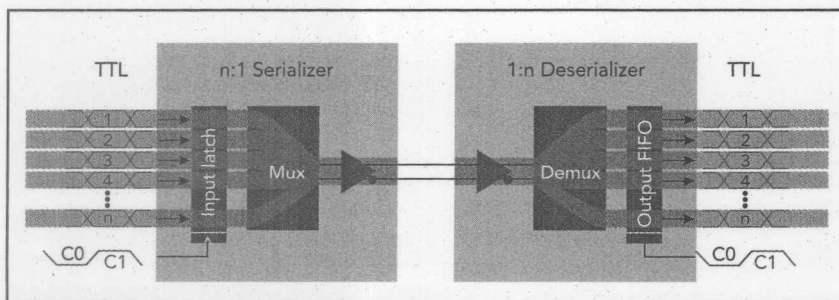 TTL
n:1 Serializer
1:n Deserializer
TTL
1
2
3
4
n
Input latch
Mux
Demux
Output FIFO
1
2
3
4
n
C0
C1
C0
C1